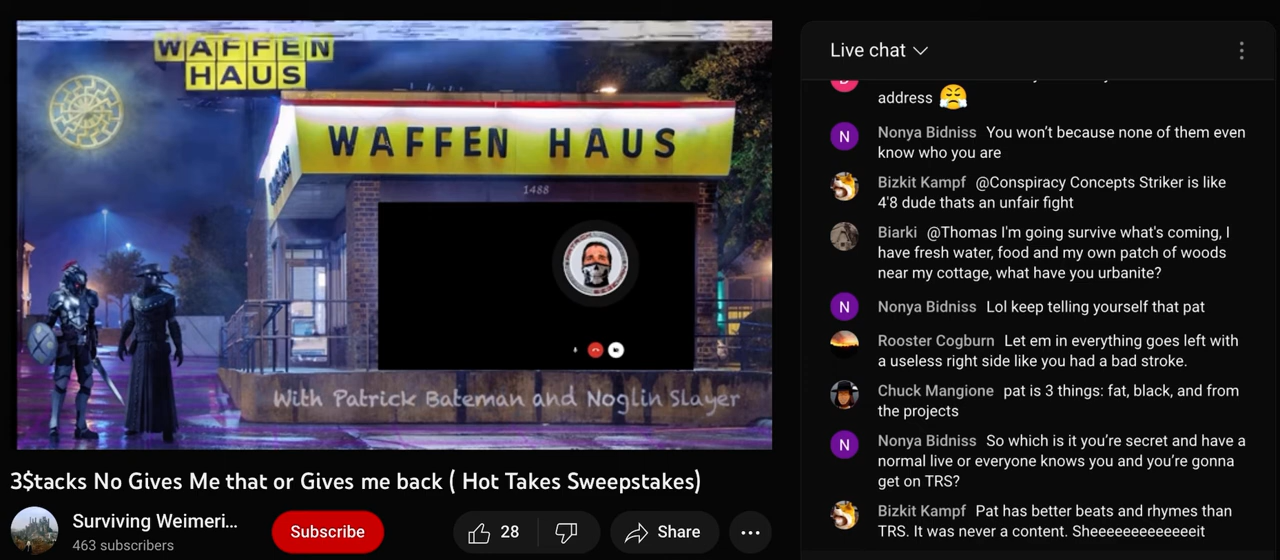 WAFFEN
HAUS
WAFFEN HAUS
1488
With Patrick Bateman and Noglin Slayer
3$tacks No Gives Me that or Gives me back ( Hot Takes Sweepstakes)
Surviving Weimeri...
463 subscribers
Subscribe
28
Share
Live chat
address
Nonya Bidniss You won't because none of them even
know who you are
Bizkit Kampf @Conspiracy Concepts Striker is like
4'8 dude thats an unfair fight
Biarki @Thomas I'm going survive what's coming, I
have fresh water, food and my own patch of woods
near my cottage, what have you urbanite?
N
Nonya Bidniss Lol keep telling yourself that pat
Rooster Cogburn Let em in everything goes left with
a useless right side like you had a bad stroke.
Chuck Mangione pat is 3 things: fat, black, and from
the projects
N
Nonya Bidniss So which is it you're secret and have a
normal live or everyone knows you and you're gonna
get on TRS?
Bizkit Kampf Pat has better beats and rhymes than
TRS. It was never a content. Sheeeeeeeeeeeeit